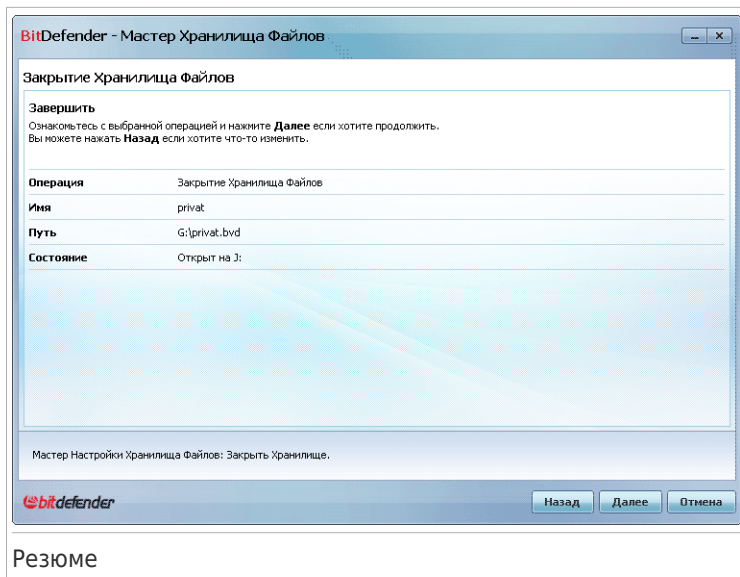 BitDefender - Мастер Хранилища Файлов
Закрытие Хранилища Файлов
Завершить
Ознакомьтесь с выбранной операцией и нажмите Далее если хотите продолжить.
Вы можете нажать Назад если хотите что-то изменить.
Операция Закрытие Хранилища Файлов
Имя privat
Путь G:\privat.bvd
Состояние Открыт на J:
Мастер Настройки Хранилища Файлов: Закрыть Хранилище.
bitdefender
Назад Далее Отмена
Резюме